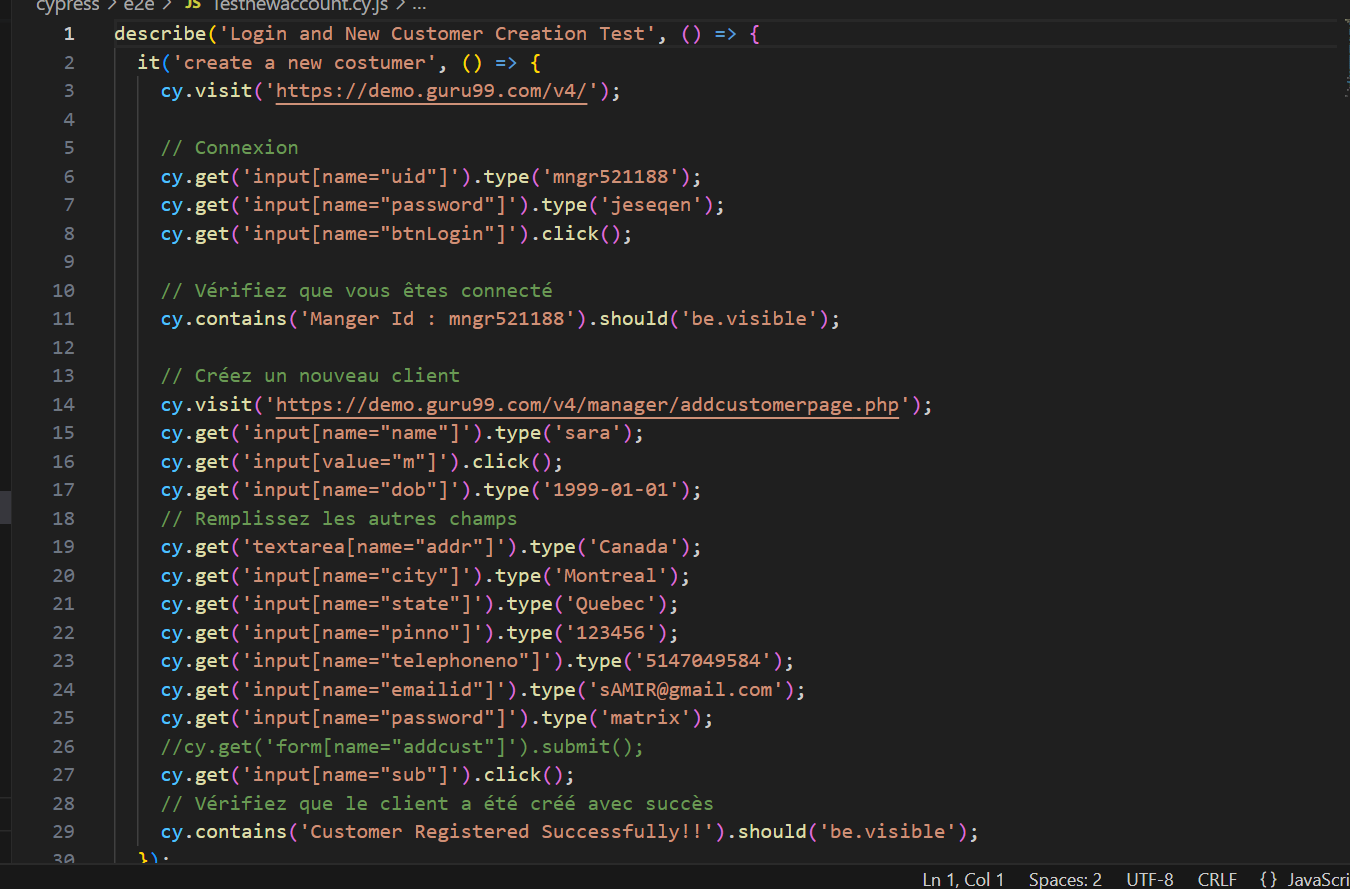 cypress > e2e > JS Testnewaccount.cy.js > ...
1 describe('Login and New Customer Creation Test', () => {
2 it('create a new costumer', () => {
3 cy.visit('https://demo.guru99.com/v4/');
4
5 // Connexion
6 cy.get('input[name="uid"]').type('mngr521188');
7 cy.get('input[name="password"]').type('jeseqen');
8 cy.get('input[name="btnLogin"]').click();
9
10 // Vérifiez que vous êtes connecté
11 cy.contains('Manger Id : mngr521188').should('be.visible');
12
13 // Créez un nouveau client
14 cy.visit('https://demo.guru99.com/v4/manager/addcustomerpage.php');
15 cy.get('input[name="name"]').type('sara');
16 cy.get('input[value="m"]').click();
17 cy.get('input[name="dob"]').type('1999-01-01');
18 // Remplissez les autres champs
19 cy.get('textarea[name="addr"]').type('Canada');
20 cy.get('input[name="city"]').type('Montreal');
21 cy.get('input[name="state"]').type('Quebec');
22 cy.get('input[name="pinno"]').type('123456');
23 cy.get('input[name="telephoneno"]').type('5147049584');
24 cy.get('input[name="emailid"]').type('sAMIR@gmail.com');
25 cy.get('input[name="password"]').type('matrix');
26 //cy.get('form[name="addcust"]').submit();
27 cy.get('input[name="sub"]').click();
28 // Vérifiez que le client a été créé avec succès
29 cy.contains('Customer Registered Successfully!!').should('be.visible');
30 });
Ln 1, Col 1 Spaces: 2 UTF-8 CRLF {} JavaScri